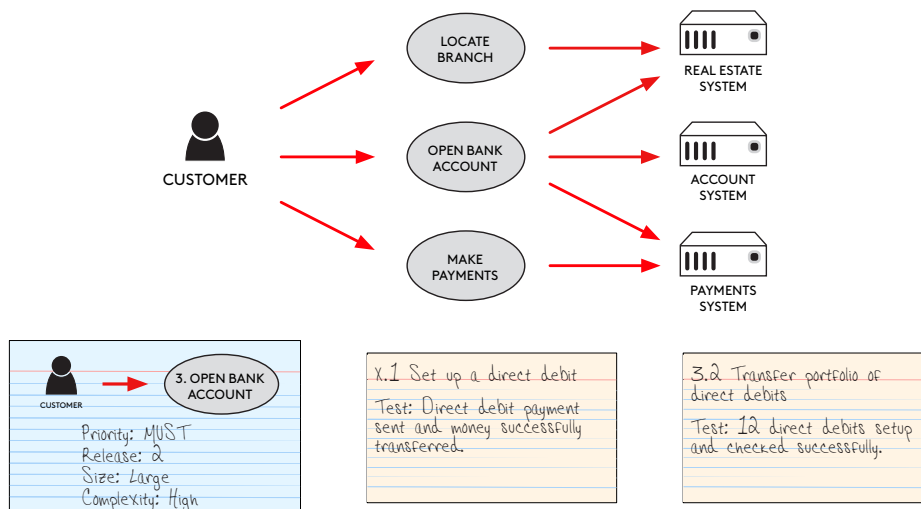 LOCATE
BRANCH
REAL ESTATE
SYSTEM
CUSTOMER
OPEN BANK
ACCOUNT
ACCOUNT
SYSTEM
MAKE
PAYMENTS
PAYMENTS
SYSTEM
CUSTOMER
3. OPEN BANK
ACCOUNT
Priority: MUST
Release: 2
Size: Large
Complexity: High
X.1 Set up a direct debit
Test: Direct debit payment
sent and money successfully
transferred.
3.2 Transfer portfolio of
direct debits
Test: 12 direct debits setup
and checked successfully.